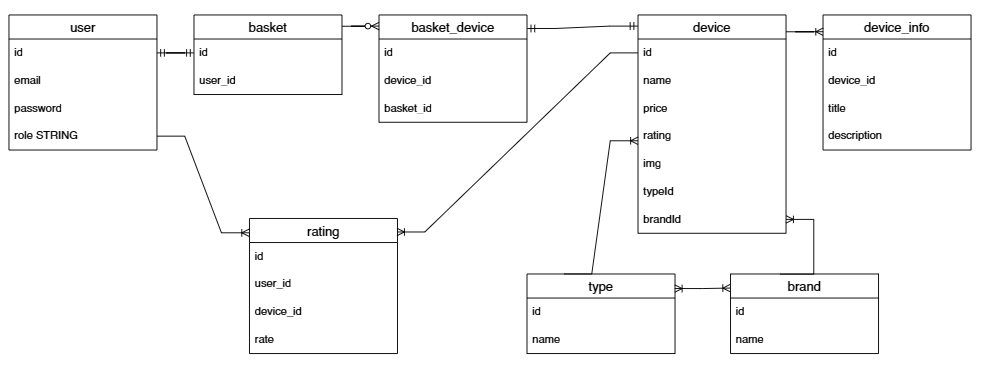 user
id
email
password
role STRING
basket
id
user_id
basket_device
id
device_id
basket_id
device
id
name
price
rating
img
typeId
brandId
device_info
id
device_id
title
description
rating
id
user_id
device_id
rate
type
id
name
brand
id
name